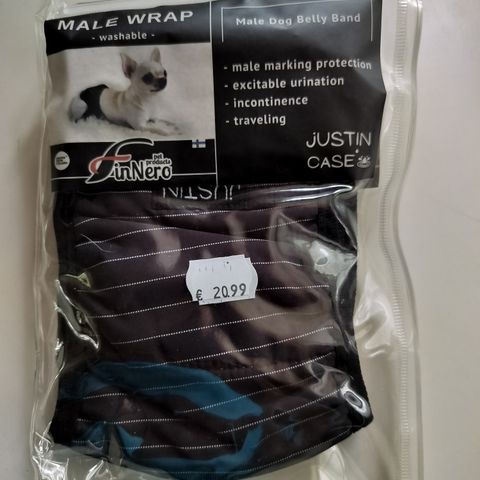 MALE WRAP
- washable -
Male Dog Belly Band
- male marking protection
- excitable urination
- incontinence
- traveling
JUSTIN
CASE
FinNero
pet
products
JUSTIN
€ 20.99